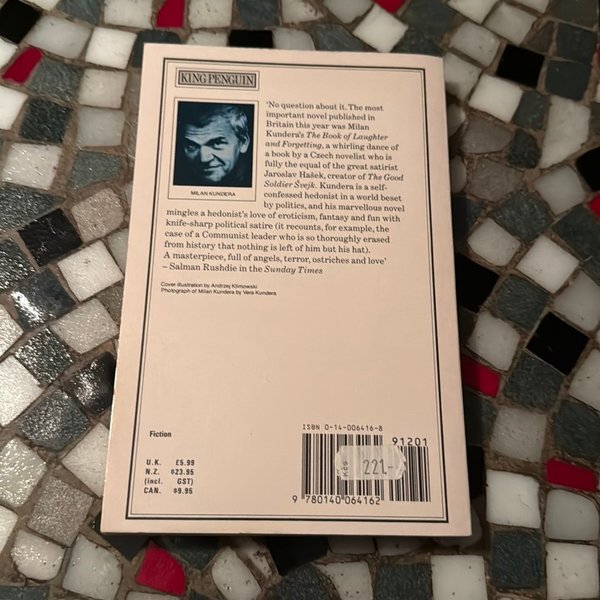 KING PENGUIN
MILAN KUNDERA
'No question about it. The most
important novel published in
Britain this year was Milan
Kundera's The Book of Laughter
and Forgetting, a whirling dance of
a book by a Czech novelist who is
fully the equal of the great satirist
Jaroslav Hašek, creator of The Good
Soldier Švejk. Kundera is a self-
confessed hedonist in a world beset
by politics, and his marvellous novel
mingles a hedonist's love of eroticism, fantasy and fun with
knife-sharp political satire (it recounts, for example, the
case of a Communist leader who is so thoroughly erased
from history that nothing is left of him but his hat).
A masterpiece, full of angels, terror, ostriches and love'
– Salman Rushdie in the Sunday Times
Cover illustration by Andrzej Klimowski
Photograph of Milan Kundera by Vera Kundera
Fiction
U.K. £5.99
N.Z. $23.95
(incl. GST)
CAN. $9.95
ISBN 0-14-006416-8
91201
Kčs 221,-
9 780140 064162